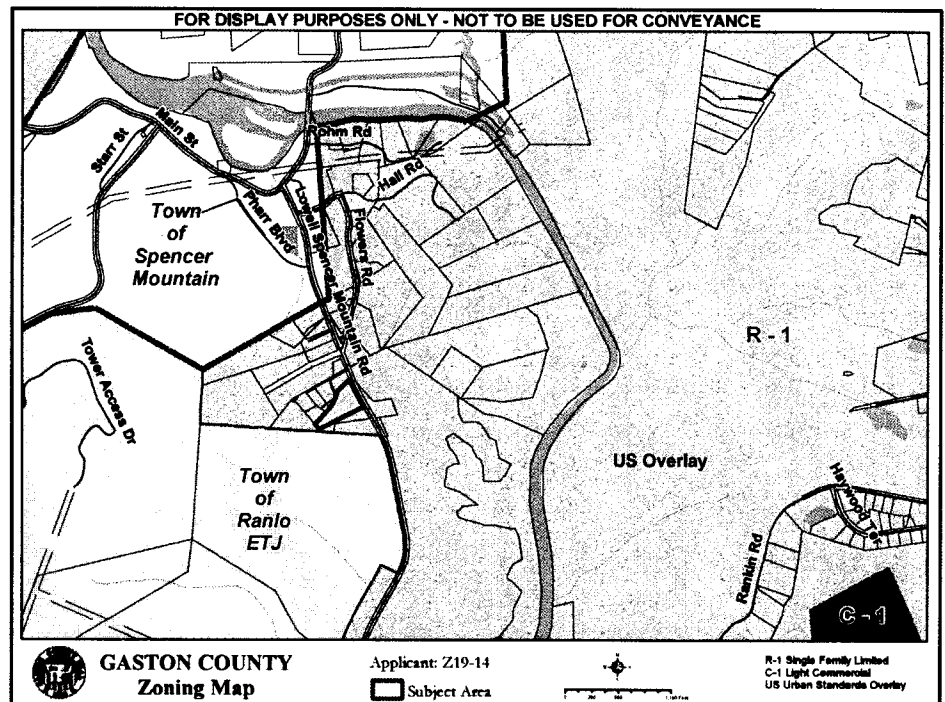 FOR DISPLAY PURPOSES ONLY - NOT TO BE USED FOR CONVEYANCE
Rohm Rd
Main St
Starr St
Hall Rd
Town
of
Spencer
Mountain
Pharr Blvd
Lowell Spencer Mountain Rd
Flowers Rd
R - 1
Tower Access Dr
US Overlay
Town
of
Ranlo
ETJ
Haywood Ter
Rankin Rd
C - 1
GASTON COUNTY
Zoning Map
Applicant: Z19-14
Subject Area
R-1 Single Family Limited
C-1 Light Commercial
US Urban Standards Overlay